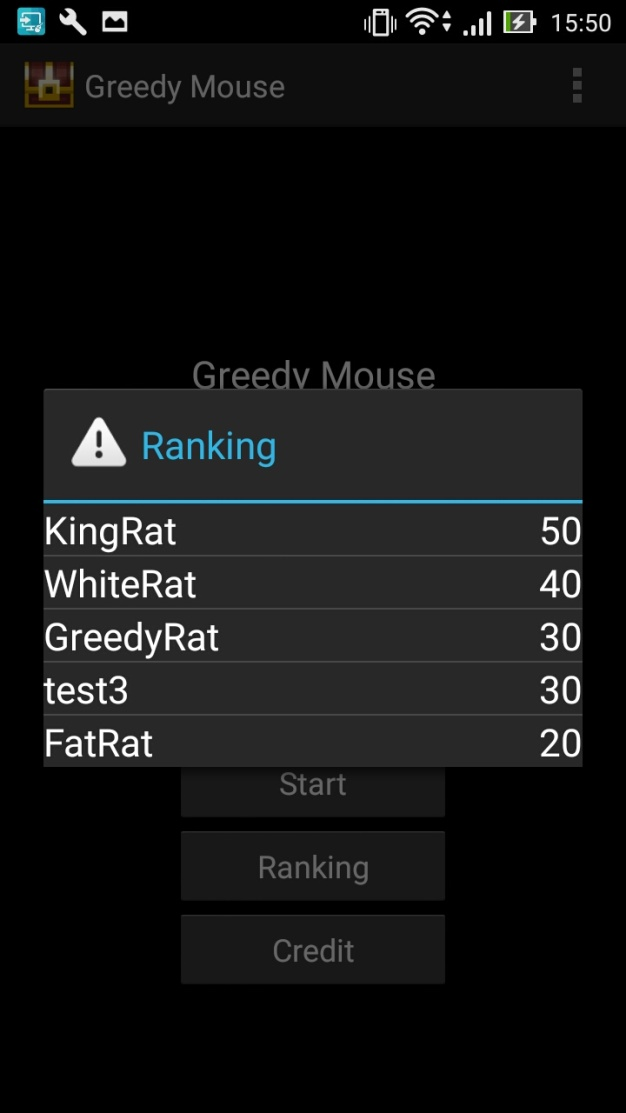 15:50
Greedy Mouse
Greedy Mouse
Ranking
KingRat 50
WhiteRat 40
GreedyRat 30
test3 30
FatRat 20
Start
Ranking
Credit